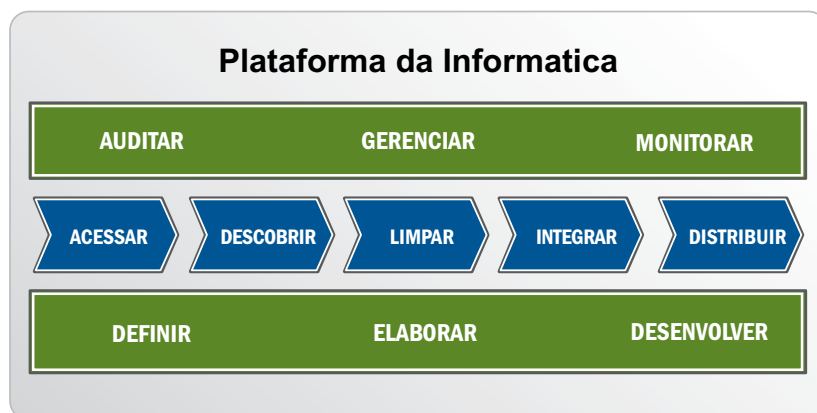 Plataforma da Informatica
AUDITAR GERENCIAR MONITORAR
ACESSAR DESCOBRIR LIMPAR INTEGRAR DISTRIBUIR
DEFINIR ELABORAR DESENVOLVER